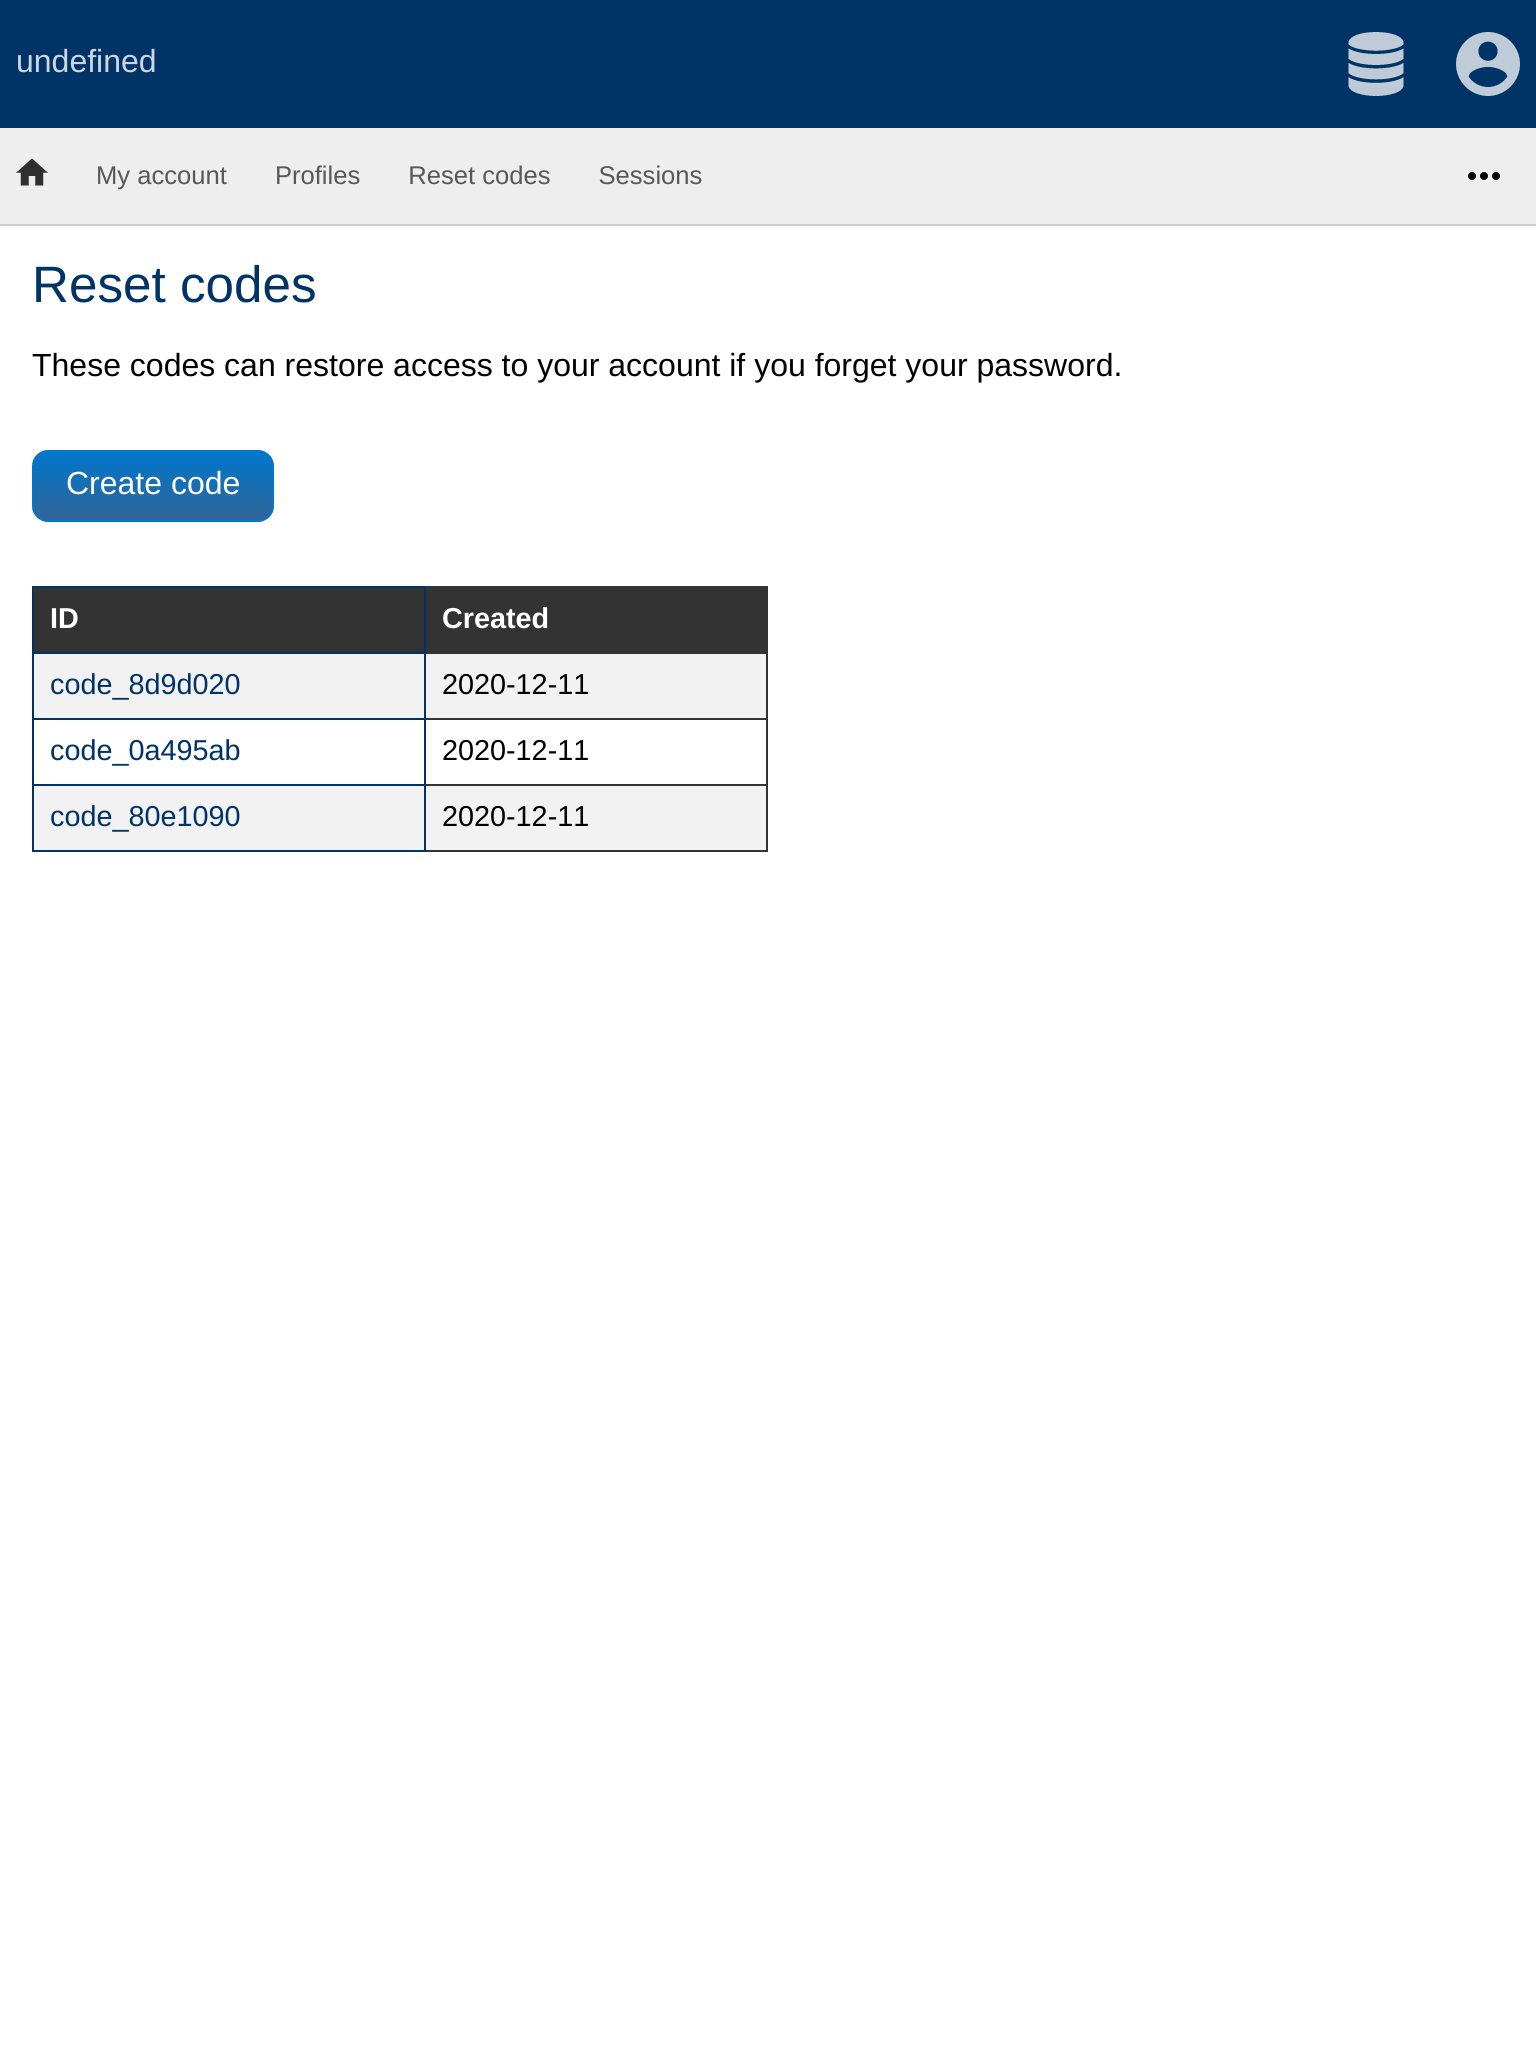 undefined
My account Profiles Reset codes Sessions
Reset codes
These codes can restore access to your account if you forget your password.
Create code
ID Created
code_8d9d020 2020-12-11
code_0a495ab 2020-12-11
code_80e1090 2020-12-11